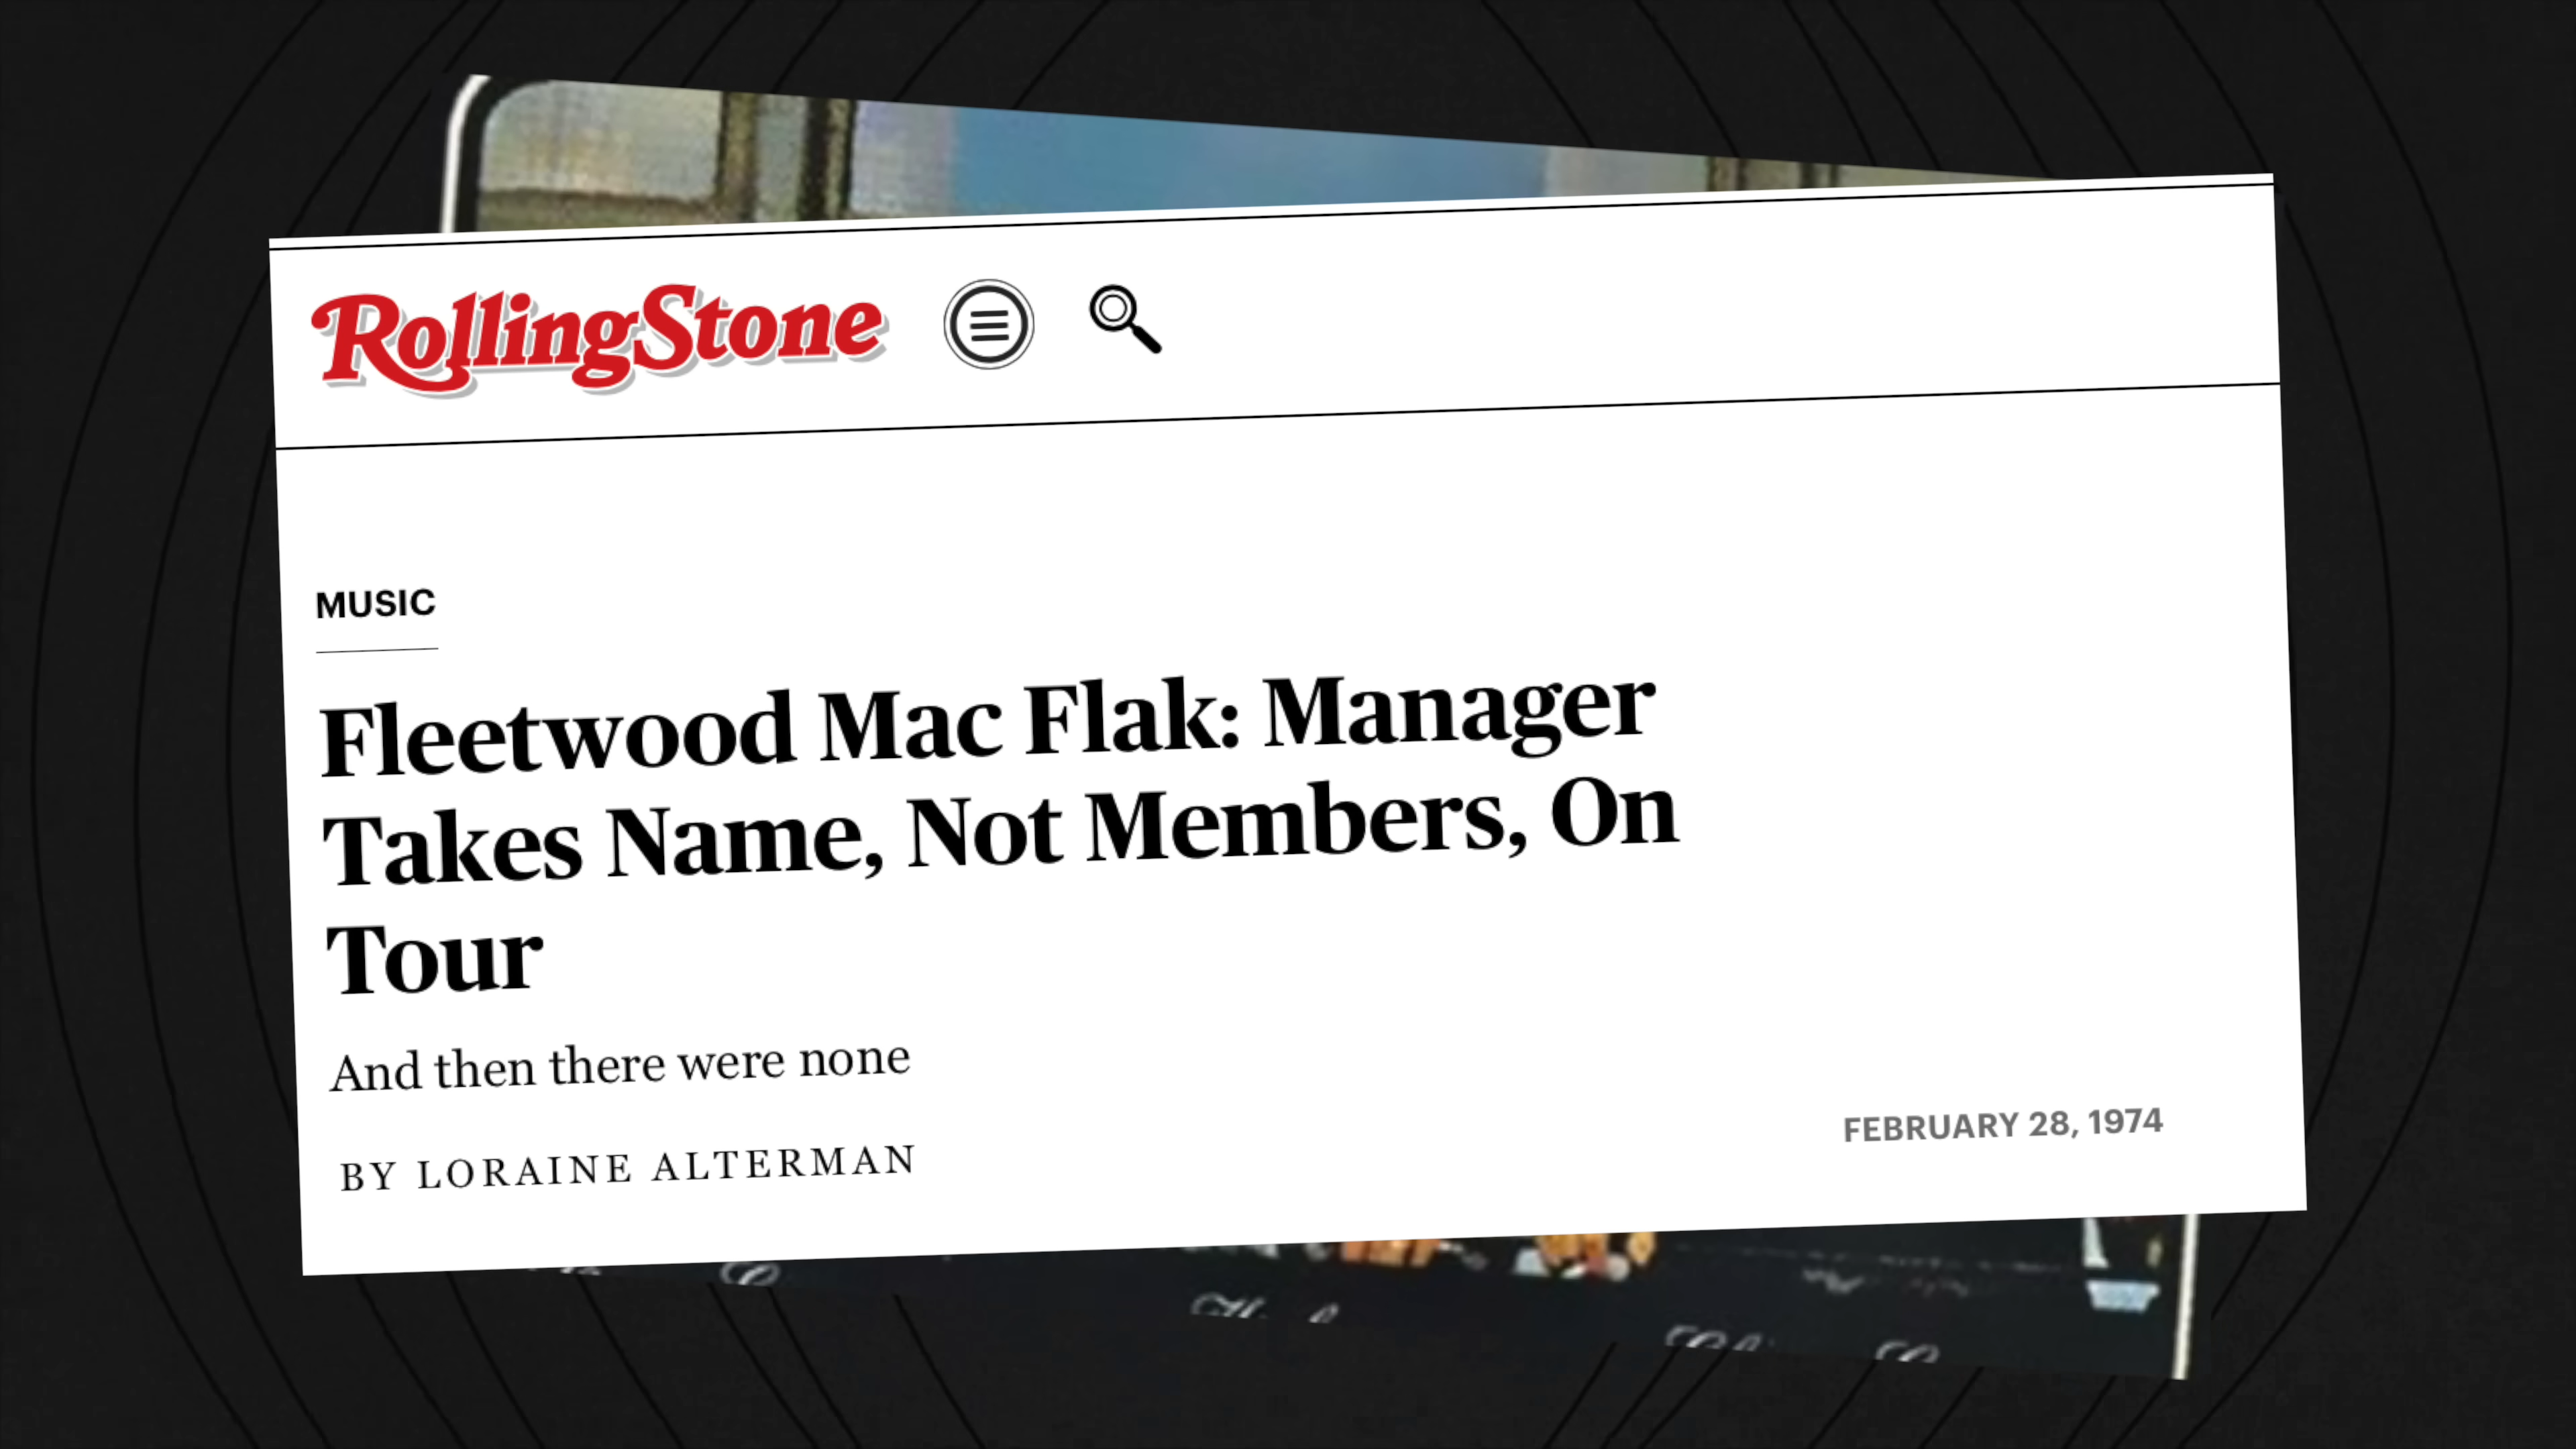 RollingStone
MUSIC
Fleetwood Mac Flak: Manager
Takes Name, Not Members, On
Tour
And then there were none
BY LORAINE ALTERMAN
FEBRUARY 28, 1974